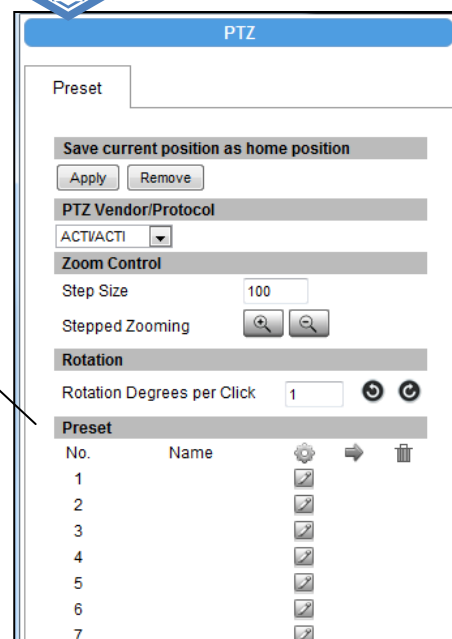 PTZ
Preset
Save current position as home position
Apply Remove
PTZ Vendor/Protocol
ACTi/ACTI
Zoom Control
Step Size 100
Stepped Zooming
Rotation
Rotation Degrees per Click 1
Preset
No. Name
1
2
3
4
5
6
7